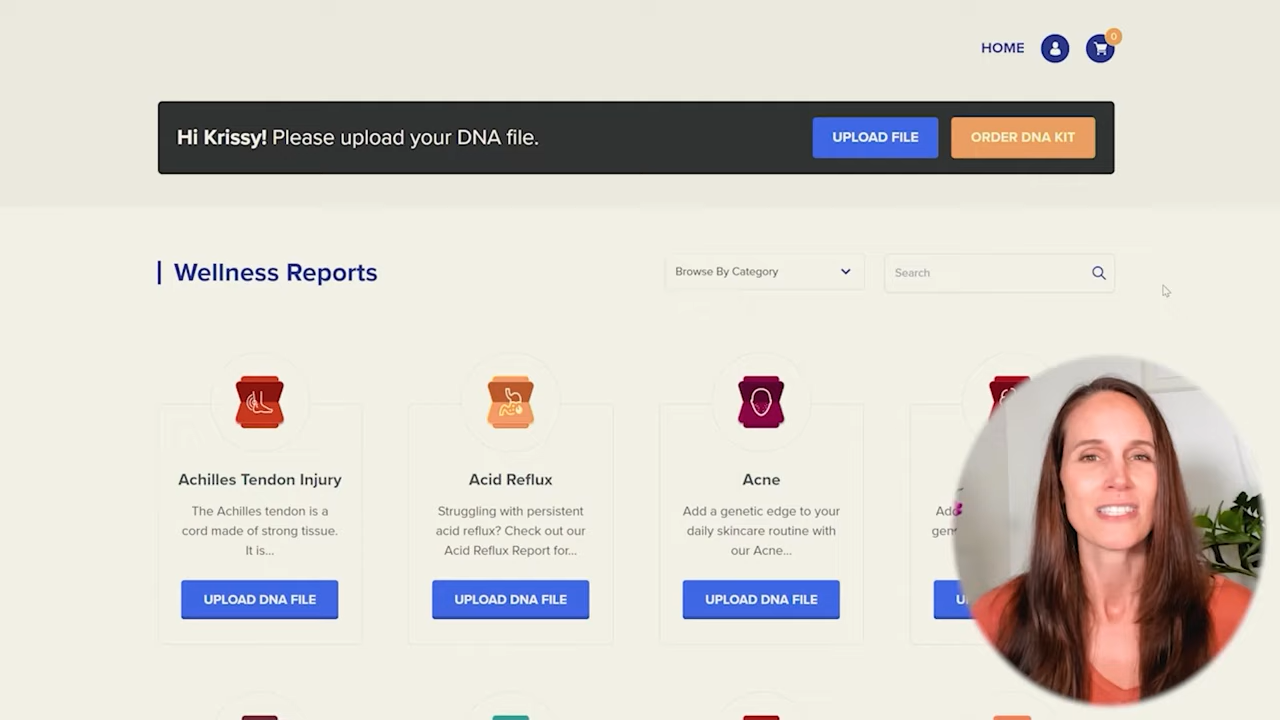 HOME
0
Hi Krissy! Please upload your DNA file.
UPLOAD FILE
ORDER DNA KIT
Wellness Reports
Browse By Category
Search
Achilles Tendon Injury
The Achilles tendon is a
cord made of strong tissue.
It is...
UPLOAD DNA FILE
Acid Reflux
Struggling with persistent
acid reflux? Check out our
Acid Reflux Report for...
UPLOAD DNA FILE
Acne
Add a genetic edge to your
daily skincare routine with
our Acne...
UPLOAD DNA FILE